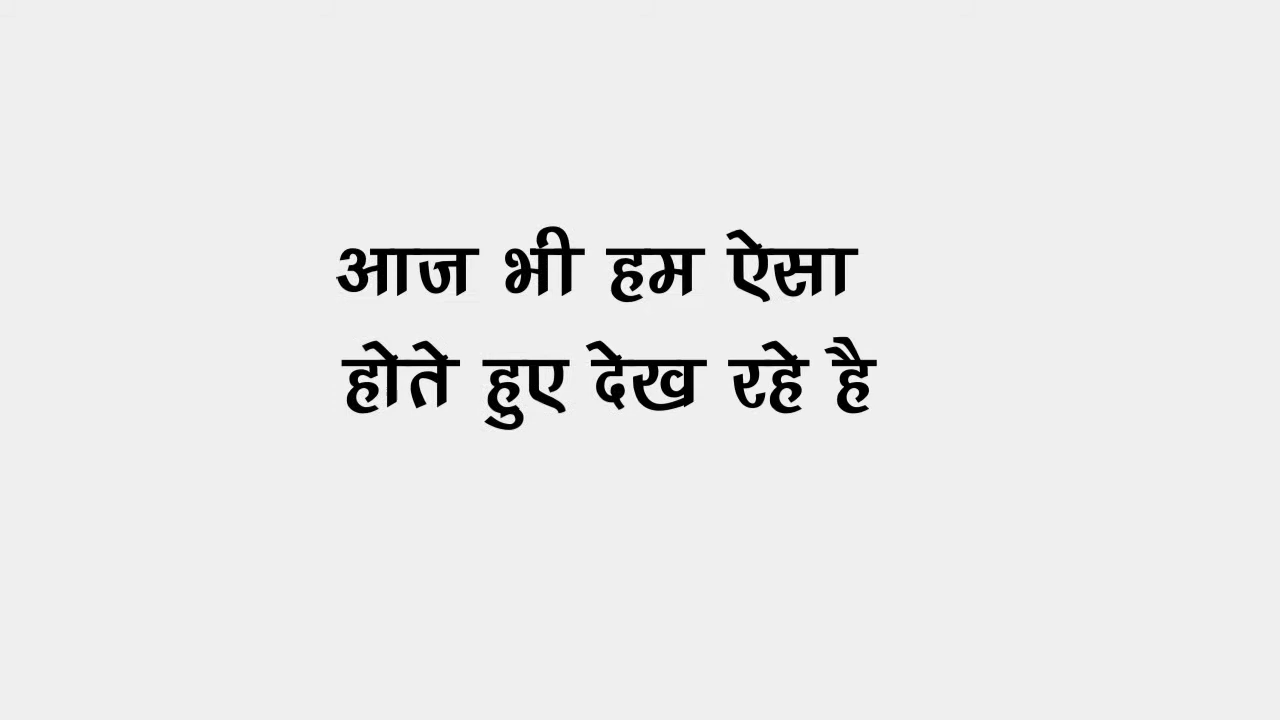 आज भी हम ऐसा
होते हुए देख रहे है